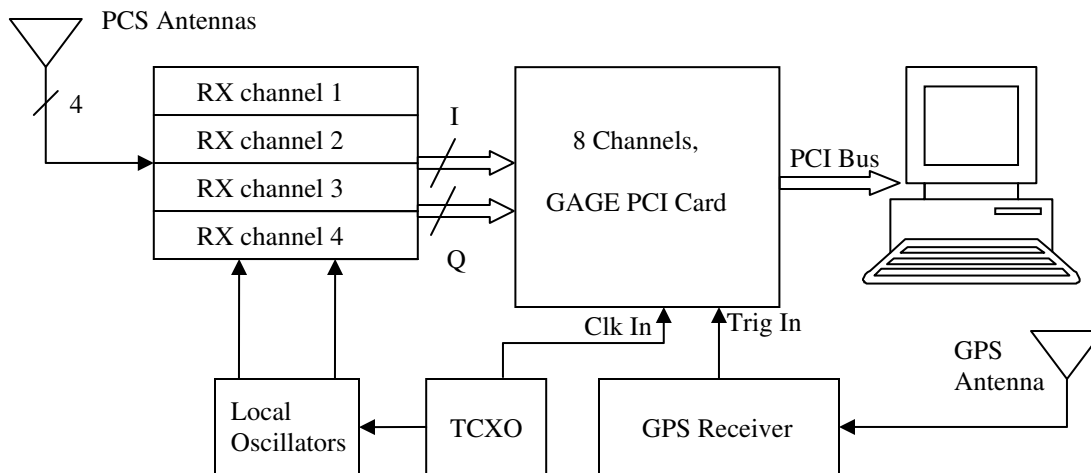 PCS Antennas
4
RX channel 1
RX channel 2
RX channel 3
RX channel 4
I
Q
8 Channels,
GAGE PCI Card
PCI Bus
Clk In
Trig In
GPS
Antenna
Local
Oscillators
TCXO
GPS Receiver